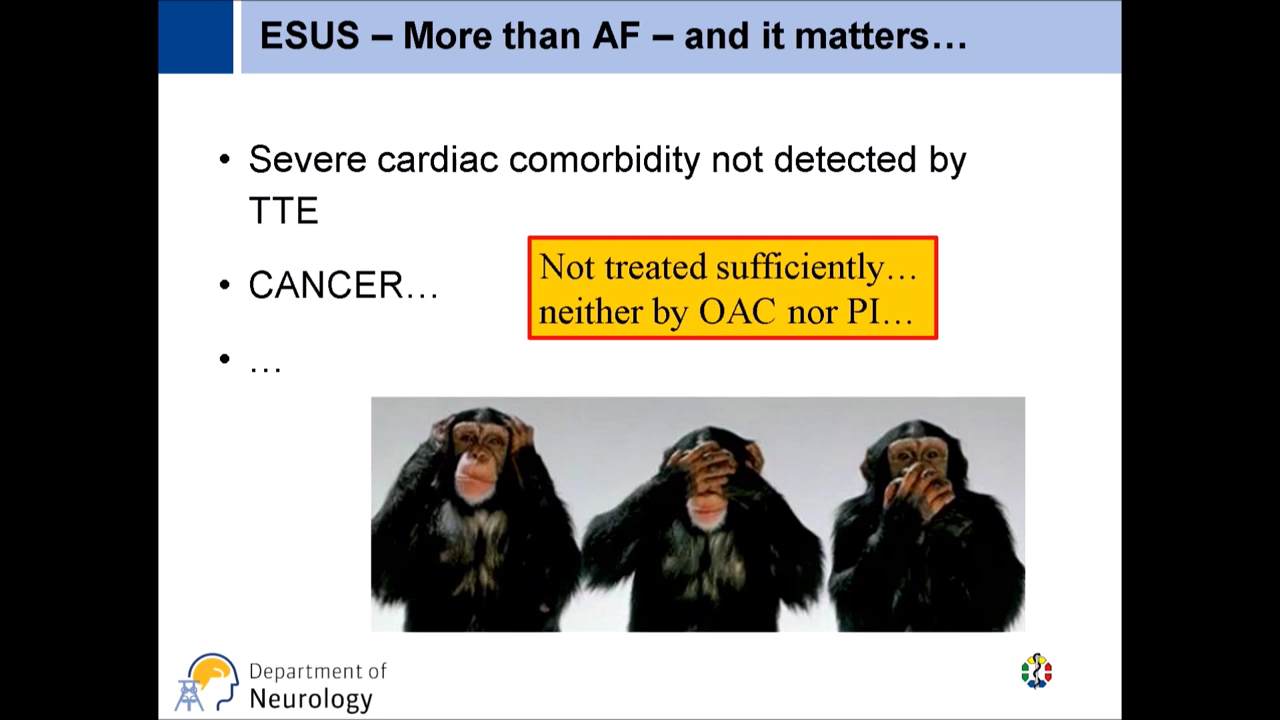 ESUS – More than AF – and it matters…
• Severe cardiac comorbidity not detected by
TTE
• CANCER…
Not treated sufficiently…
neither by OAC nor PI…
• …
Department of
Neurology